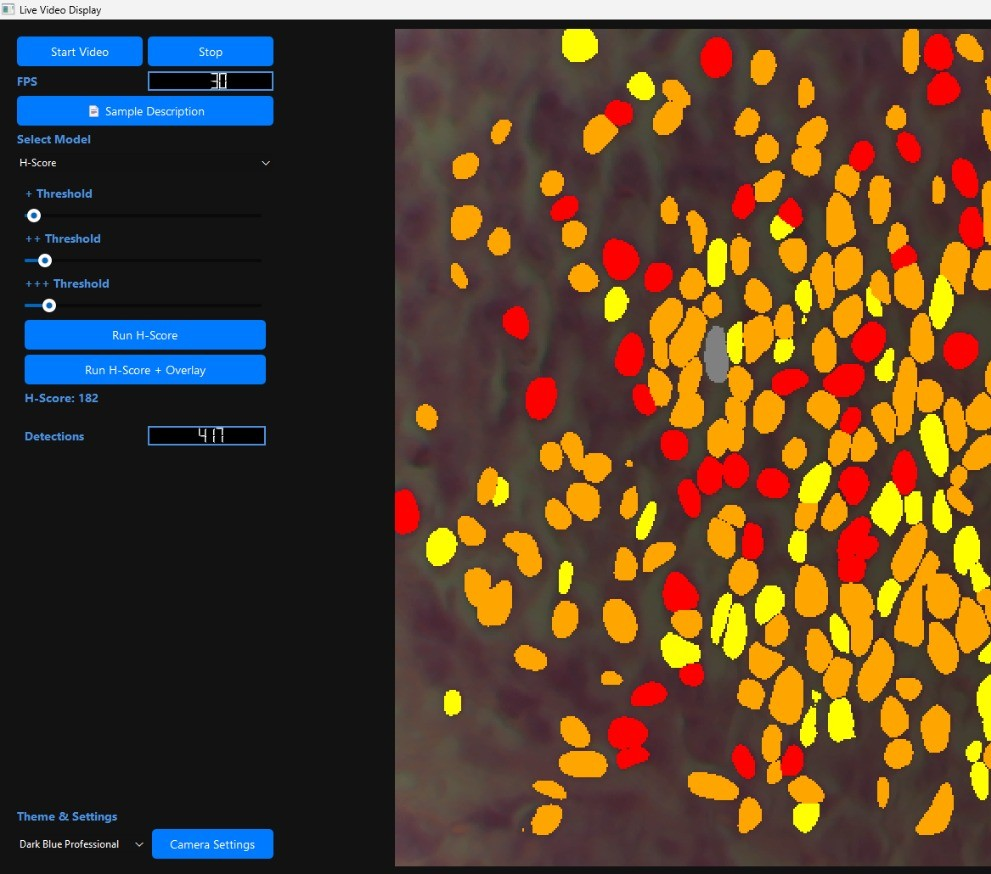 Live Video Display
Start Video
Stop
FPS
30
Sample Description
Select Model
H-Score
+ Threshold
++ Threshold
+++ Threshold
Run H-Score
Run H-Score + Overlay
H-Score: 182
Detections
417
Theme & Settings
Dark Blue Professional
Camera Settings